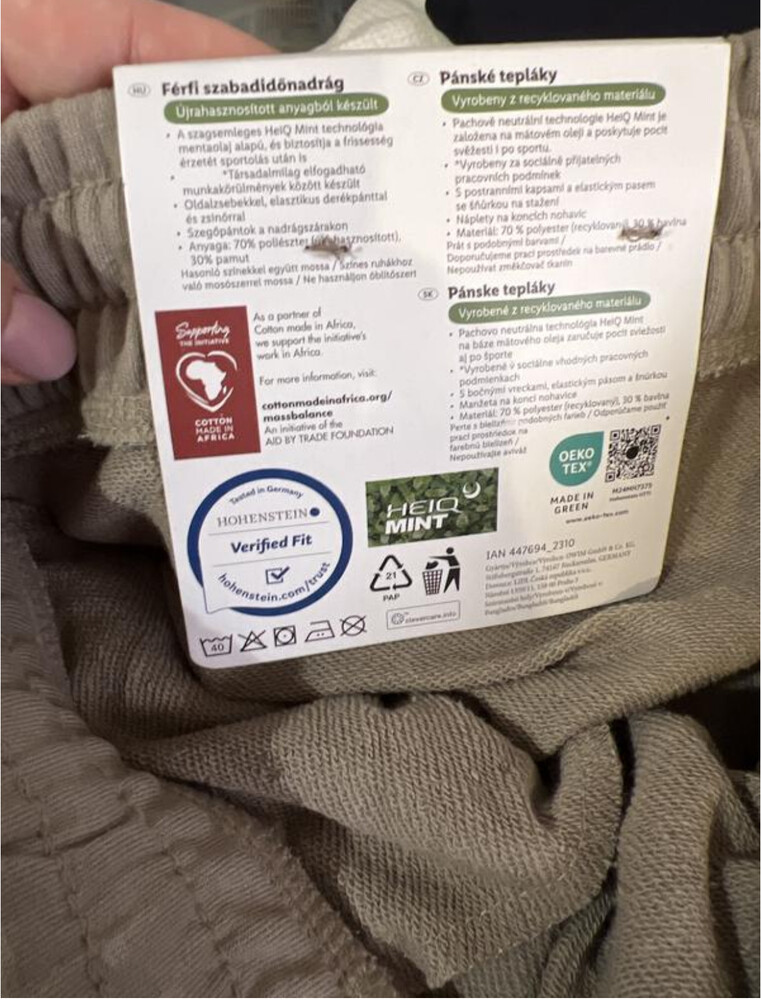 HU Férfi szabadidőnadrág
Újrahasznosított anyagból készült
• A szagsemleges HeiQ Mint technológia
mentaolaj alapú, és biztosítja a frissesség
érzetét sportolás után is
• *Társadalmilag elfogadható
munkakörülmények között készült
• Oldalzsebekkel, elasztikus derékpánttal
és zsinórral
• Szegőpántok a nadrágszárakon
• Anyaga: 70% poliészter
30% pamut
Hasonló színekkel együtt mossa / Színes ruhákhoz
való mosószerrel mossa / Ne használjon öblítőszert
CZ Pánské tepláky
Vyrobeny z recyklovaného materiálu
• Pachově neutrální technologie HeiQ Mint je
založena na mátovém oleji a poskytuje pocit
svěžesti i po sportu.
• *Vyrobeny za sociálně přijatelných
pracovních podmínek
• S postranními kapsami a elastickým pasem
se šňůrkou na stažení
• Náplety na koncích nohavic
• Materiál: 70 % polyester bavlna
Prát s podobnými barvami /
Doporučujeme prací prostředek na barevné prádlo /
Nepoužívat změkčovač tkanin
SK Pánske tepláky
Vyrobené z recyklovaného materiálu
• Pachovo neutrálna technológia HeiQ Mint
na báze mätového oleja zaručuje pocit sviežosti
aj po športe
• *Vyrobené v sociálne vhodných pracovných
podmienkach
• S bočnými vreckami, elastickým pásom a šnúrkou
• Manžeta na konci nohavice
• Materiál: 70 % polyester (recyklovaný), 30 % bavlna
Perte s podobných farieb / Odporúčame použiť
prací prostriedok na
farebnú bielizeň /
Nepoužívajte aviváž
Supporting
THE INITIATIVE
COTTON
MADE IN
AFRICA
As a partner of
Cotton made in Africa,
we support the initiative's
work in Africa.
For more information, visit:
cottonmadeinafrica.org/
massbalance
An initiative of the
AID BY TRADE FOUNDATION
OEKO
TEX®
MADE IN
GREEN
www.oeko-tex.com
Tested in Germany
HOHENSTEIN
Verified Fit
hohenstein.com/trust
HEIQ
MINT
21
PAP
clevercare.info
40
IAN 447694_2310